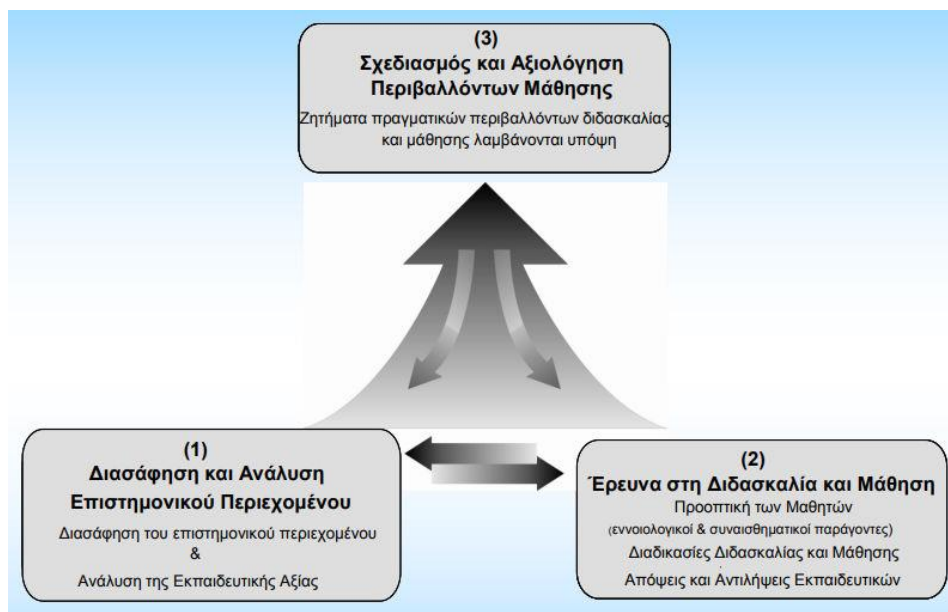 (3)
Σχεδιασμός και Αξιολόγηση
Περιβαλλόντων Μάθησης
Ζητήματα πραγματικών περιβαλλόντων διδασκαλίας
και μάθησης λαμβάνονται υπόψη
(1)
Διασάφηση και Ανάλυση
Επιστημονικού Περιεχομένου
Διασάφηση του επιστημονικού περιεχομένου
&
Ανάλυση της Εκπαιδευτικής Αξίας
(2)
Έρευνα στη Διδασκαλία και Μάθηση
Προοπτική των Μαθητών
(εννοιολογικοί & συναισθηματικοί παράγοντες)
Διαδικασίες Διδασκαλίας και Μάθησης
Απόψεις και Αντιλήψεις Εκπαιδευτικών